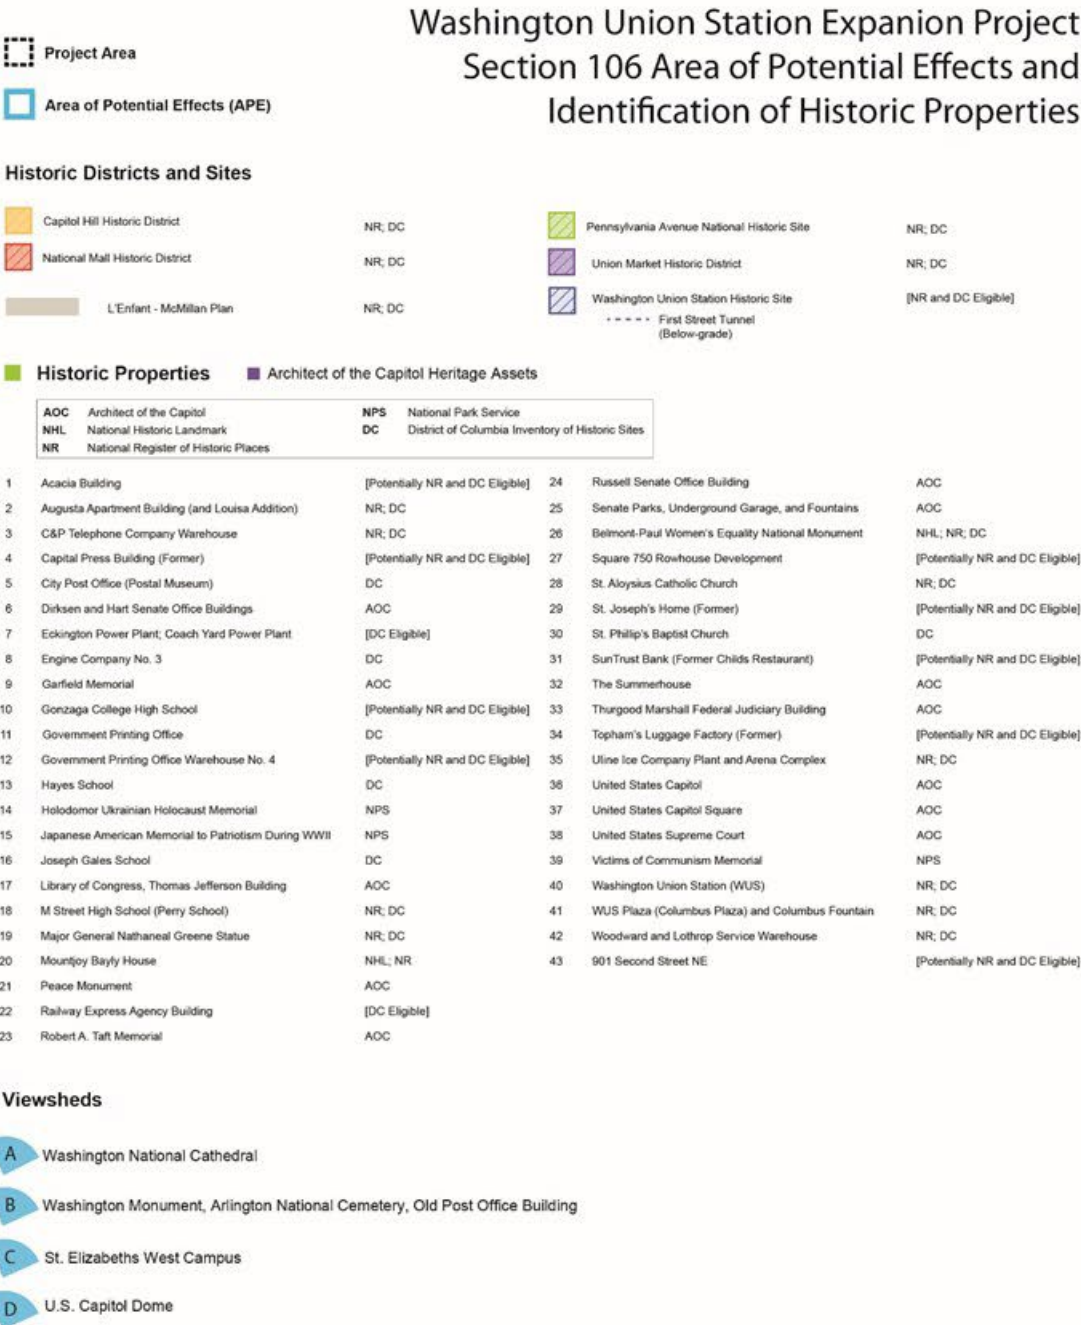 Washington Union Station Expanion Project
Section 106 Area of Potential Effects and
Identification of Historic Properties
Project Area
Area of Potential Effects (APE)
Historic Districts and Sites
Capitol Hill Historic District NR; DC
National Mall Historic District NR; DC
L'Enfant - McMillan Plan NR; DC
Pennsylvania Avenue National Historic Site NR; DC
Union Market Historic District NR; DC
Washington Union Station Historic Site [NR and DC Eligible]
First Street Tunnel
(Below-grade)
Historic Properties Architect of the Capitol Heritage Assets
AOC Architect of the Capitol NPS National Park Service
NHL National Historic Landmark DC District of Columbia Inventory of Historic Sites
NR National Register of Historic Places
1 Acacia Building [Potentially NR and DC Eligible]
2 Augusta Apartment Building (and Louisa Addition) NR; DC
3 C&P Telephone Company Warehouse NR; DC
4 Capital Press Building (Former) [Potentially NR and DC Eligible]
5 City Post Office (Postal Museum) DC
6 Dirksen and Hart Senate Office Buildings AOC
7 Eckington Power Plant; Coach Yard Power Plant [DC Eligible]
8 Engine Company No. 3 DC
9 Garfield Memorial AOC
10 Gonzaga College High School [Potentially NR and DC Eligible]
11 Government Printing Office DC
12 Government Printing Office Warehouse No. 4 [Potentially NR and DC Eligible]
13 Hayes School DC
14 Holodomor Ukrainian Holocaust Memorial NPS
15 Japanese American Memorial to Patriotism During WWII NPS
16 Joseph Gales School DC
17 Library of Congress, Thomas Jefferson Building AOC
18 M Street High School (Perry School) NR; DC
19 Major General Nathaneal Greene Statue NR; DC
20 Mountjoy Bayly House NHL; NR
21 Peace Monument AOC
22 Railway Express Agency Building [DC Eligible]
23 Robert A. Taft Memorial AOC
24 Russell Senate Office Building AOC
25 Senate Parks, Underground Garage, and Fountains AOC
26 Belmont-Paul Women's Equality National Monument NHL; NR; DC
27 Square 750 Rowhouse Development [Potentially NR and DC Eligible]
28 St. Aloysius Catholic Church NR; DC
29 St. Joseph's Home (Former) [Potentially NR and DC Eligible]
30 St. Phillip's Baptist Church DC
31 SunTrust Bank (Former Childs Restaurant) [Potentially NR and DC Eligible]
32 The Summerhouse AOC
33 Thurgood Marshall Federal Judiciary Building AOC
34 Topham's Luggage Factory (Former) [Potentially NR and DC Eligible]
35 Uline Ice Company Plant and Arena Complex NR; DC
36 United States Capitol AOC
37 United States Capitol Square AOC
38 United States Supreme Court AOC
39 Victims of Communism Memorial NPS
40 Washington Union Station (WUS) NR; DC
41 WUS Plaza (Columbus Plaza) and Columbus Fountain NR; DC
42 Woodward and Lothrop Service Warehouse NR; DC
43 901 Second Street NE [Potentially NR and DC Eligible]
Viewsheds
A Washington National Cathedral
B Washington Monument, Arlington National Cemetery, Old Post Office Building
C St. Elizabeths West Campus
D U.S. Capitol Dome